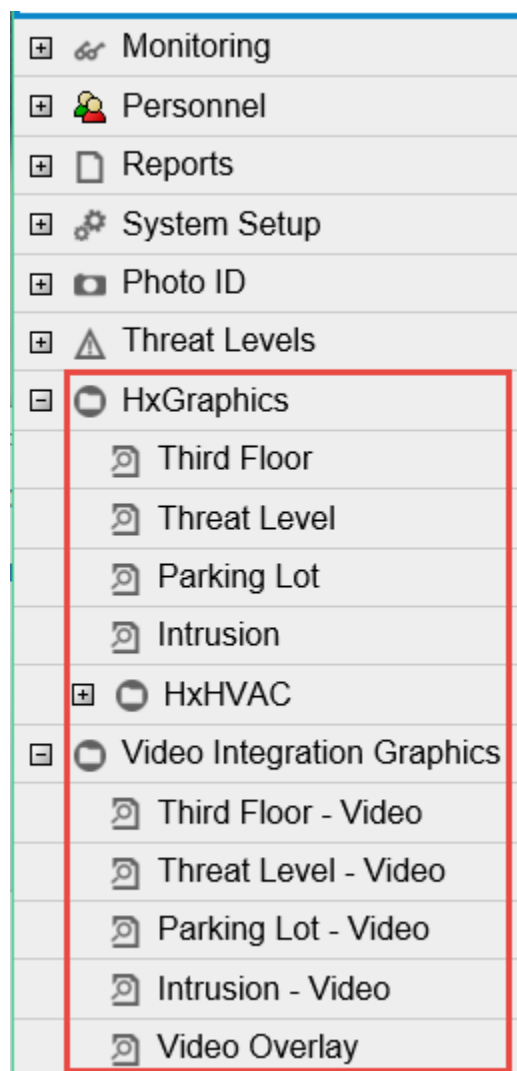 Monitoring
Personnel
Reports
System Setup
Photo ID
Threat Levels
HxGraphics
Third Floor
Threat Level
Parking Lot
Intrusion
HxHVAC
Video Integration Graphics
Third Floor - Video
Threat Level - Video
Parking Lot - Video
Intrusion - Video
Video Overlay